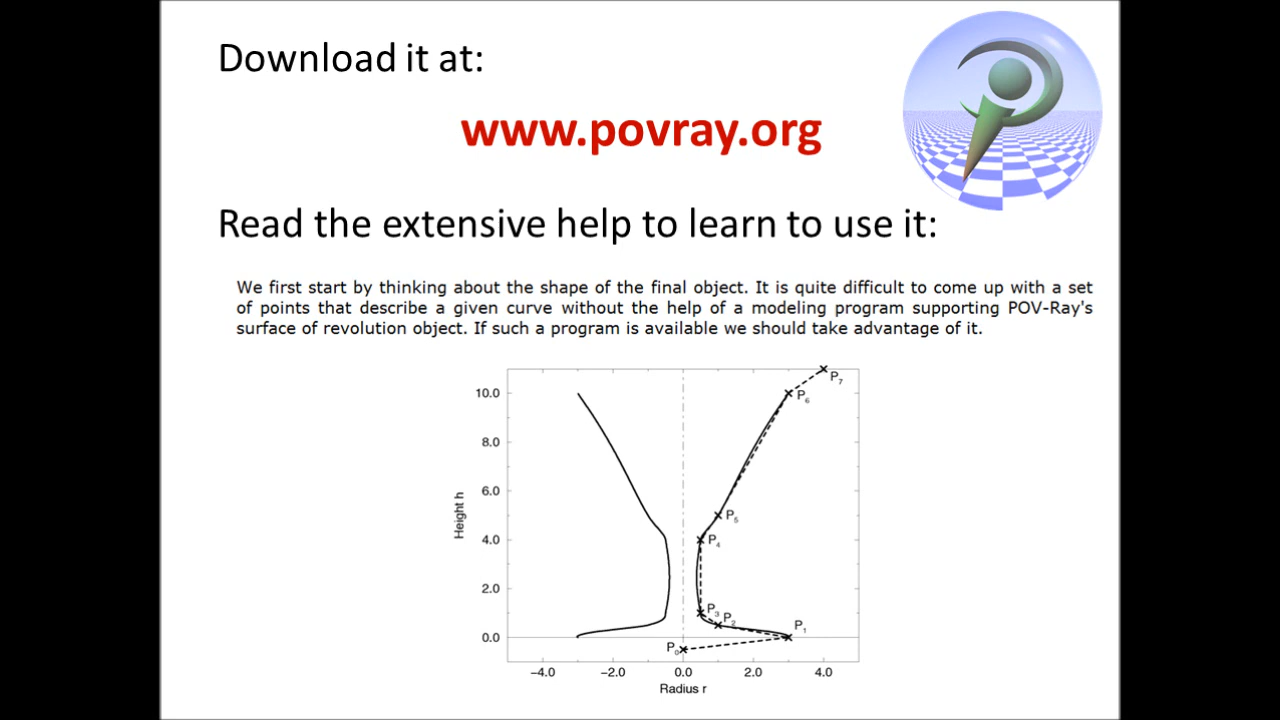 Download it at:
www.povray.org
Read the extensive help to learn to use it:
We first start by thinking about the shape of the final object. It is quite difficult to come up with a set
of points that describe a given curve without the help of a modeling program supporting POV-Ray's
surface of revolution object. If such a program is available we should take advantage of it.
P7
10.0
P6
8.0
6.0
P5
Height h
4.0
P4
2.0
P3
P2
P1
0.0
P0
−4.0 −2.0 0.0 2.0 4.0
Radius r